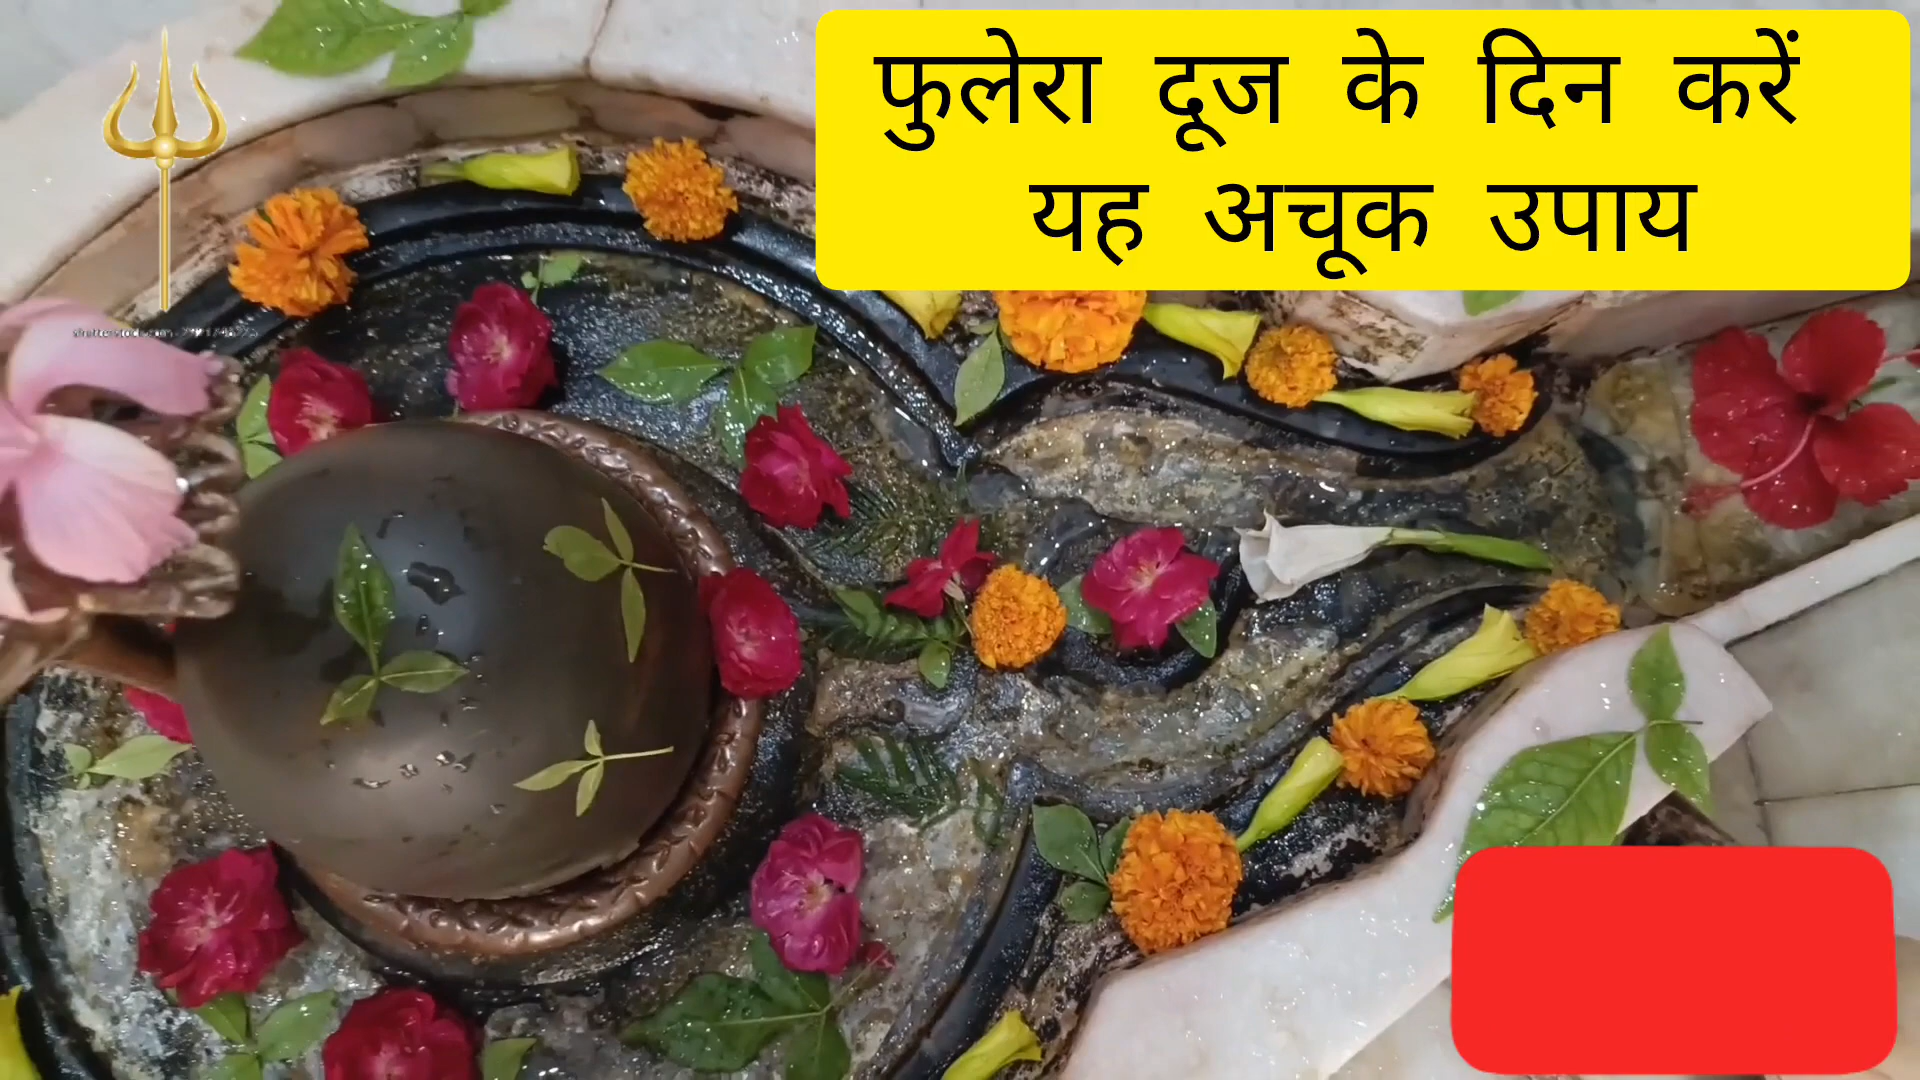 फुलेरा दूज के दिन करें
यह अचूक उपाय